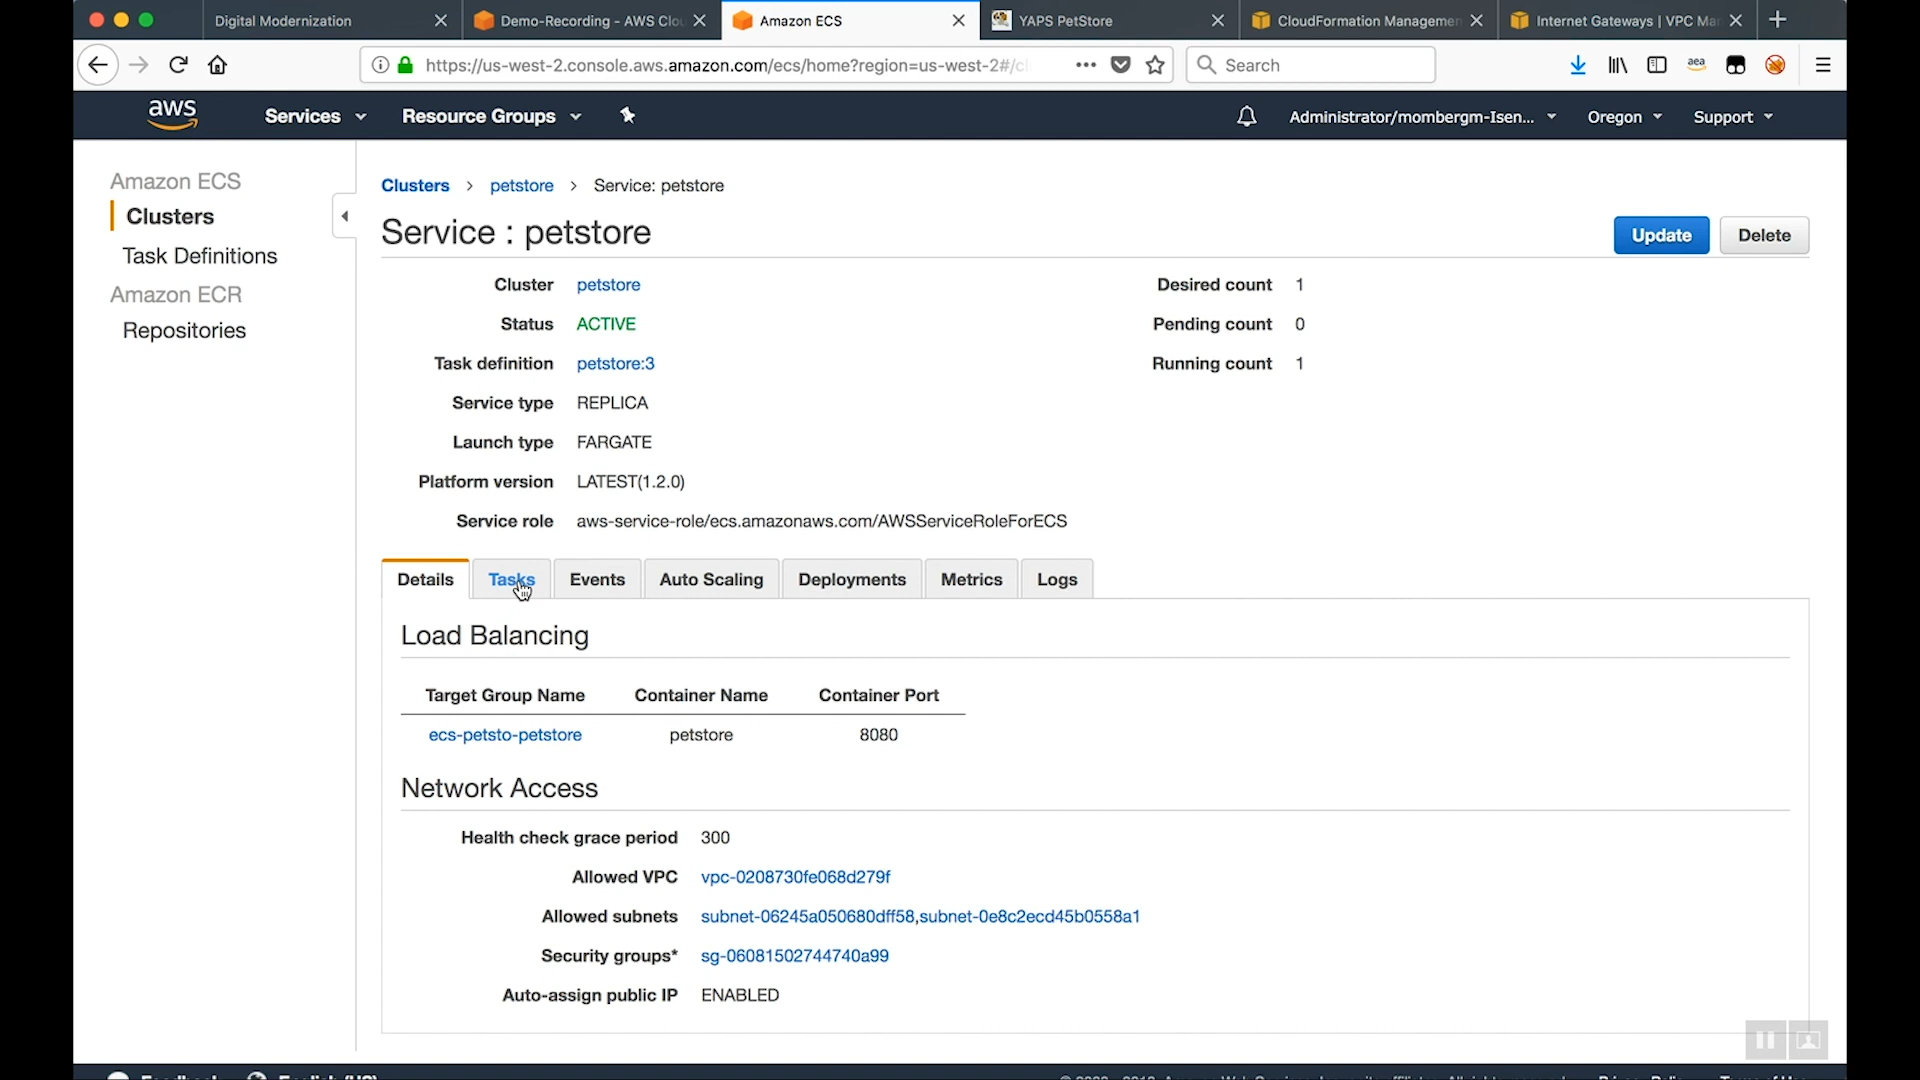 Digital Modernization
Demo-Recording - AWS Clou
Amazon ECS
YAPS PetStore
CloudFormation Managemen
Internet Gateways | VPC Ma
https://us-west-2.console.aws.amazon.com/ecs/home?region=us-west-2#/cl
Search
aea
aws
Services
Resource Groups
Administrator/mombergm-Isen...
Oregon
Support
Amazon ECS
Clusters
Task Definitions
Amazon ECR
Repositories
Clusters > petstore > Service: petstore
Service : petstore
Update
Delete
Cluster petstore
Desired count 1
Status ACTIVE
Pending count 0
Task definition petstore:3
Running count 1
Service type REPLICA
Launch type FARGATE
Platform version LATEST(1.2.0)
Service role aws-service-role/ecs.amazonaws.com/AWSServiceRoleForECS
Details
Tasks
Events
Auto Scaling
Deployments
Metrics
Logs
Load Balancing
Target Group Name Container Name Container Port
ecs-petsto-petstore petstore 8080
Network Access
Health check grace period 300
Allowed VPC vpc-0208730fe068d279f
Allowed subnets subnet-06245a050680dff58,subnet-0e8c2ecd45b0558a1
Security groups* sg-06081502744740a99
Auto-assign public IP ENABLED
Feedback
English (US)